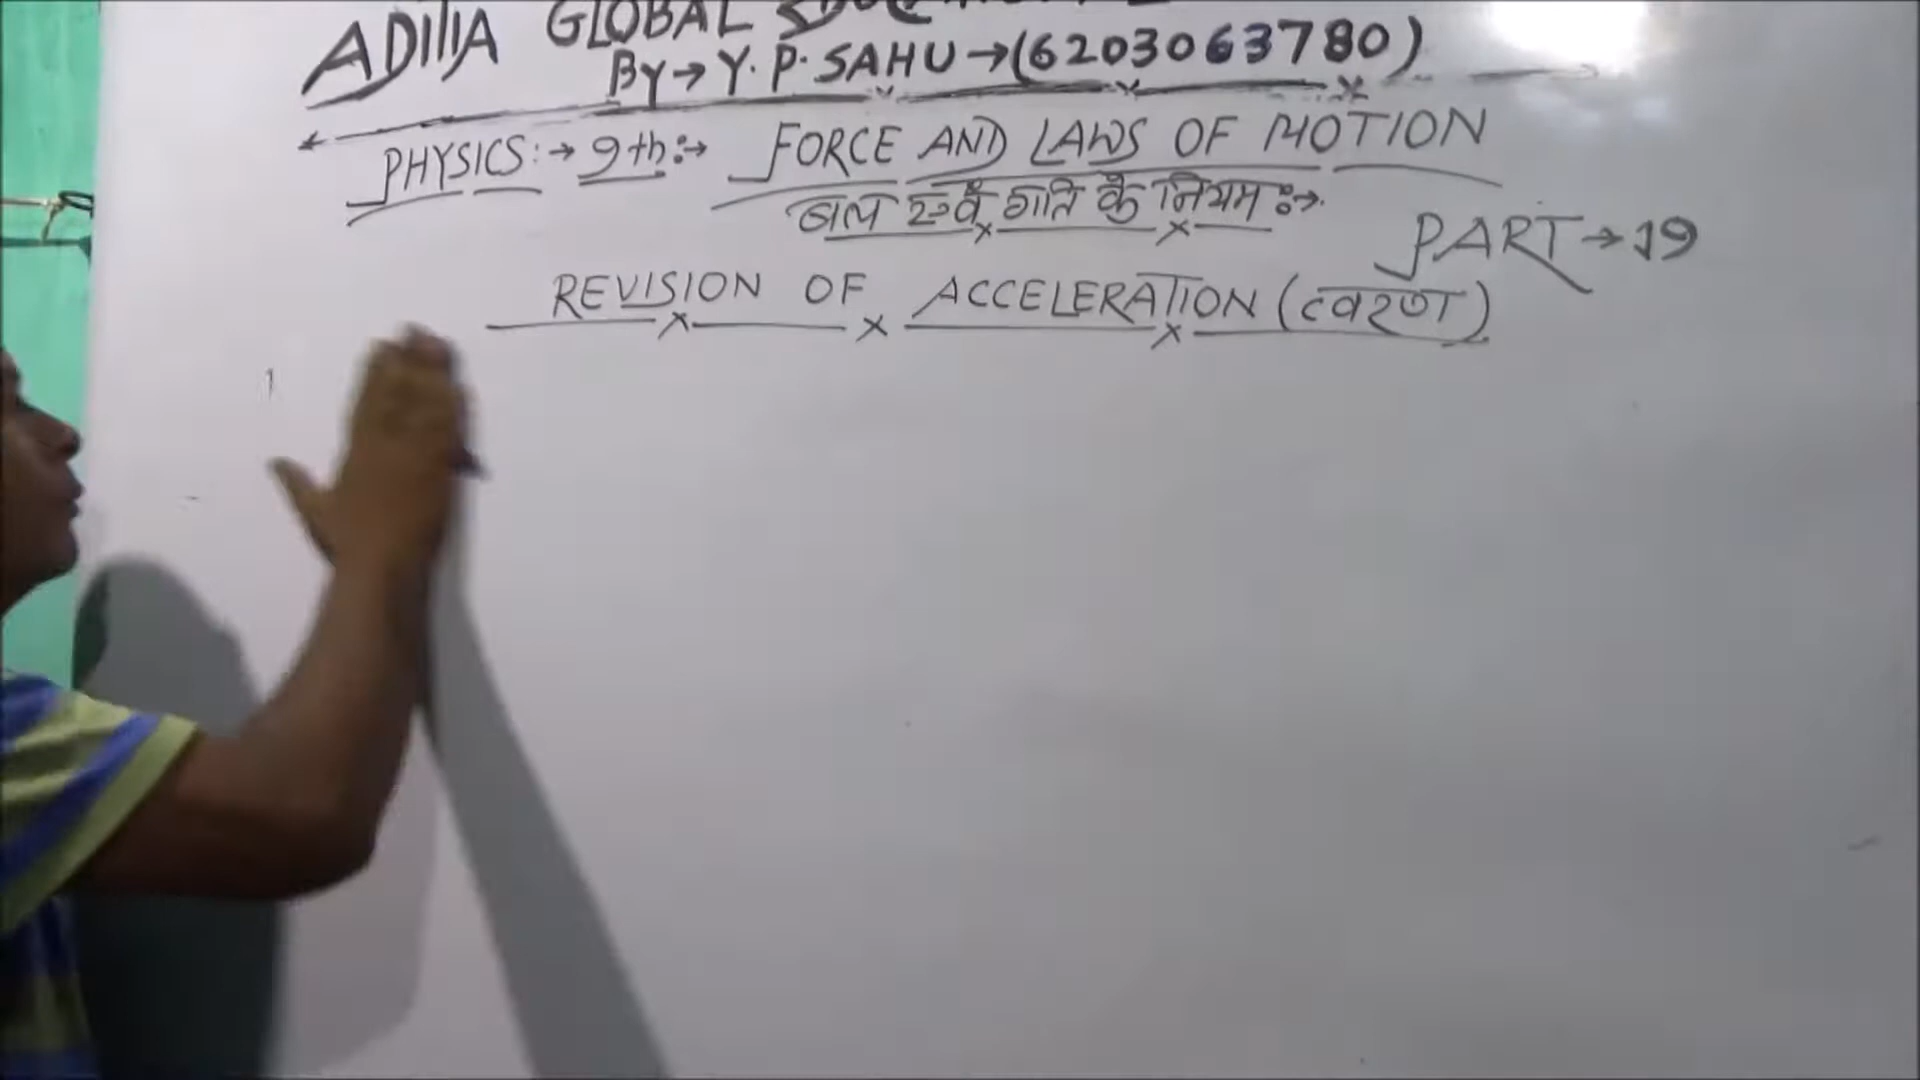 ADITIA GLOBAL
BY→ Y. P. SAHU →(6203063780)
PHYSICS:→ 9th:→ FORCE AND LAWS OF MOTION
बल एवं गति के नियम :→
PART→19
REVISION OF ACCELERATION (त्वरण)